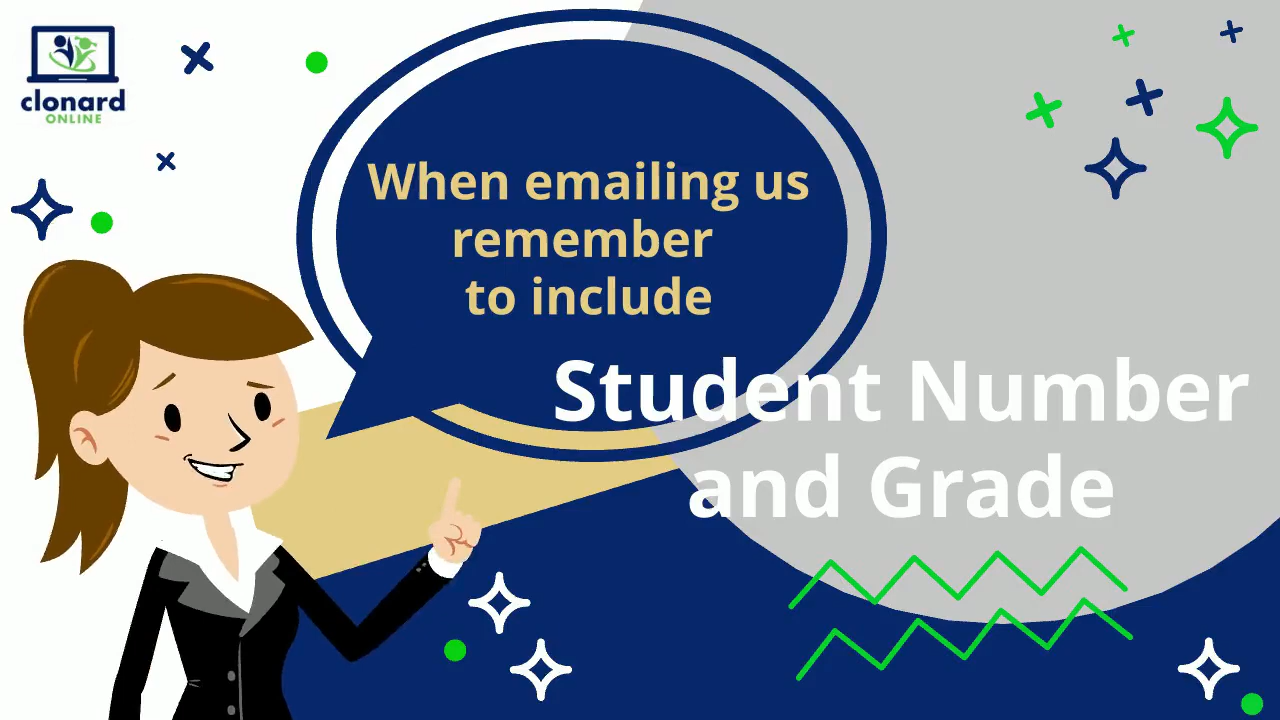 clonard
ONLINE
When emailing us
remember
to include
Student Number
and Grade